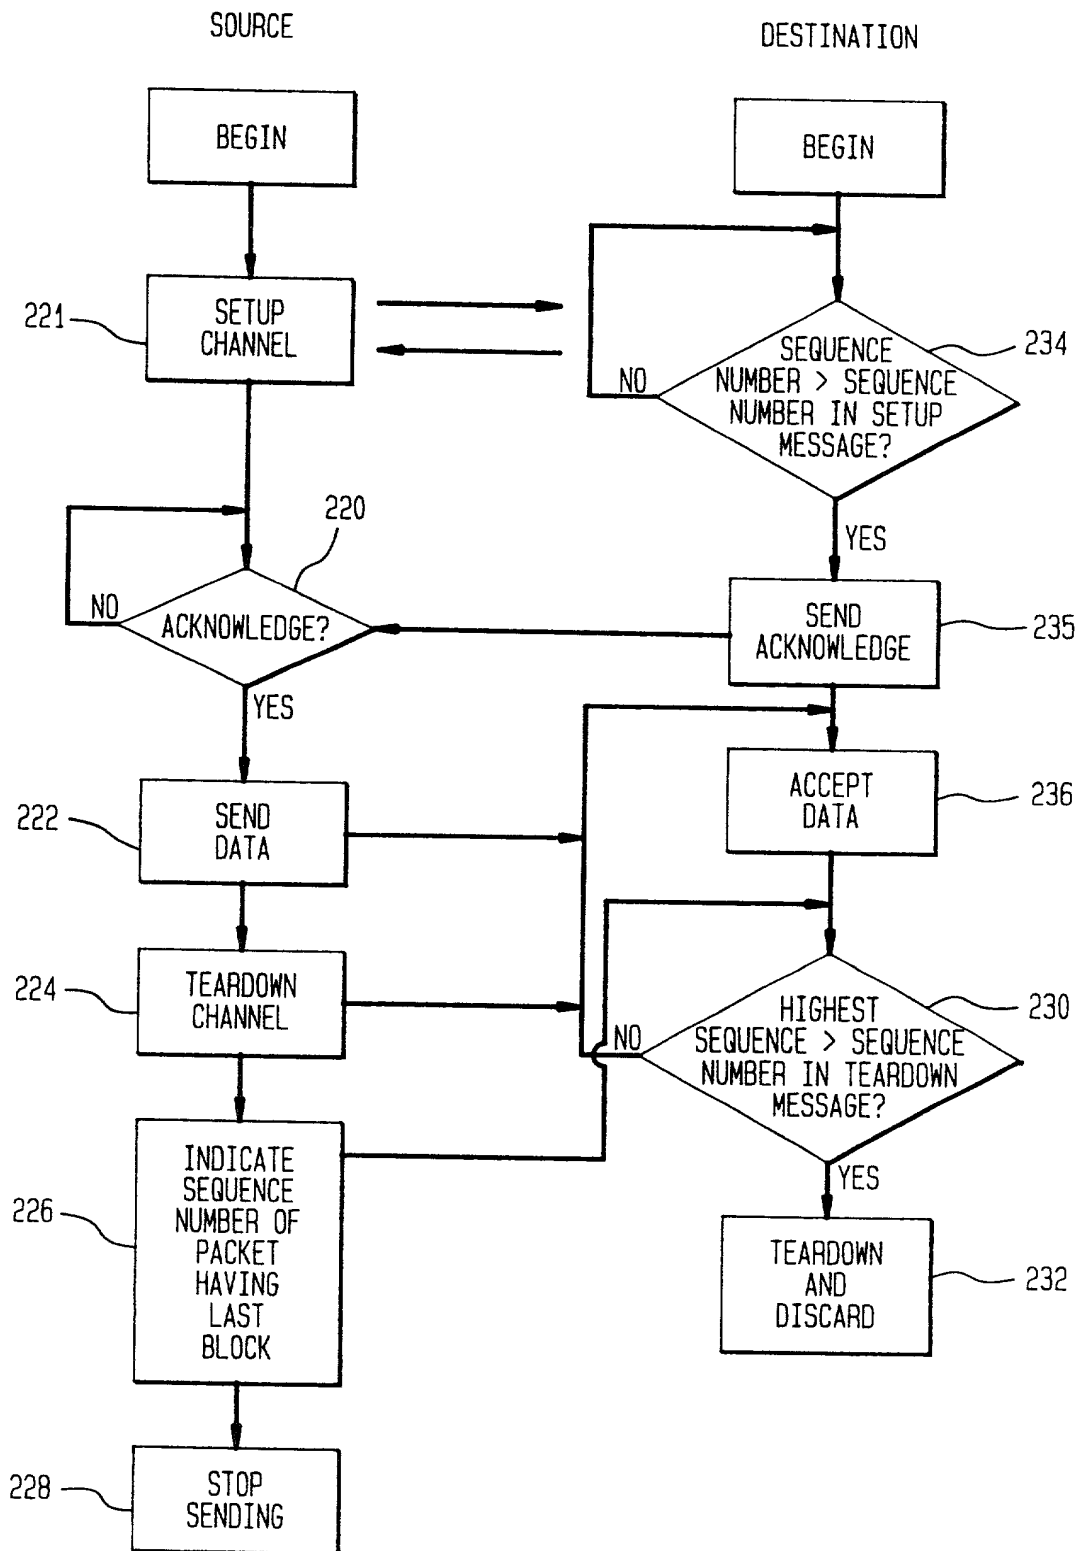 SOURCE
BEGIN
221
SETUP
CHANNEL
220
NO
ACKNOWLEDGE?
YES
222
SEND
DATA
224
TEARDOWN
CHANNEL
226
INDICATE
SEQUENCE
NUMBER OF
PACKET
HAVING
LAST
BLOCK
228
STOP
SENDING
DESTINATION
BEGIN
234
SEQUENCE
NUMBER > SEQUENCE
NUMBER IN SETUP
MESSAGE?
NO
YES
SEND
ACKNOWLEDGE
235
ACCEPT
DATA
236
HIGHEST
SEQUENCE > SEQUENCE
NUMBER IN TEARDOWN
MESSAGE?
230
NO
YES
TEARDOWN
AND
DISCARD
232